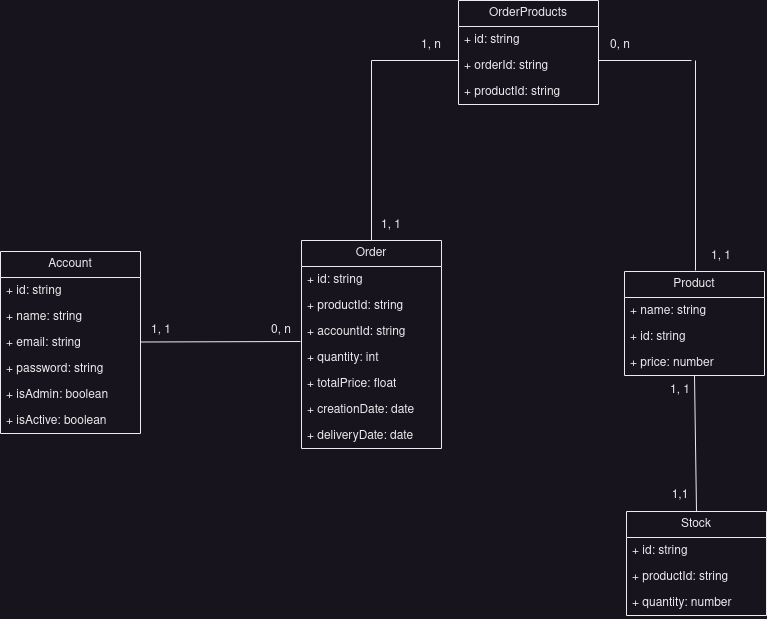 OrderProducts
+ id: string
+ orderId: string
+ productId: string
1, n
0, n
1, 1
Order
+ id: string
+ productId: string
+ accountId: string
+ quantity: int
+ totalPrice: float
+ creationDate: date
+ deliveryDate: date
Account
+ id: string
+ name: string
+ email: string
+ password: string
+ isAdmin: boolean
+ isActive: boolean
1, 1
0, n
1, 1
Product
+ name: string
+ id: string
+ price: number
1, 1
1,1
Stock
+ id: string
+ productId: string
+ quantity: number